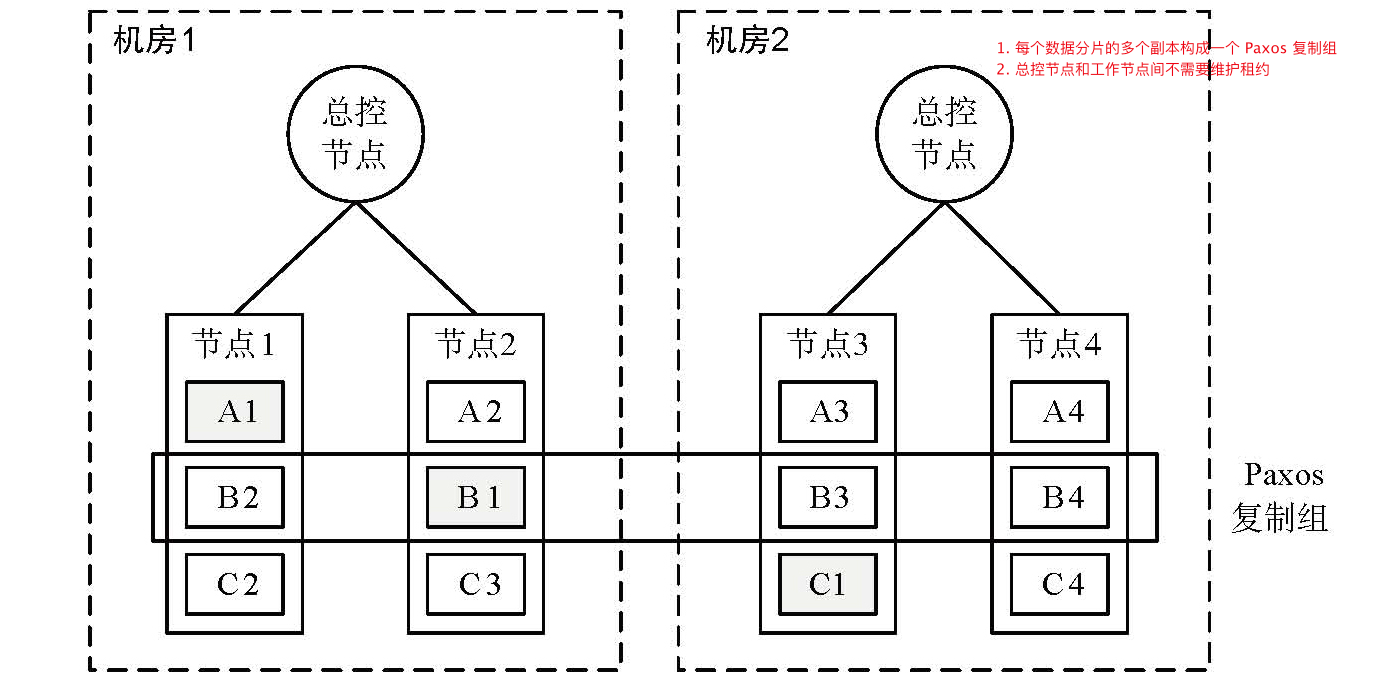 机房1
机房2
1. 每个数据分片的多个副本构成一个 Paxos 复制组
2. 总控节点和工作节点间不需要维护租约
总控
节点
总控
节点
节点1
节点2
节点3
节点4
A1
A2
A3
A4
B2
B1
B3
B4
Paxos
复制组
C2
C3
C1
C4